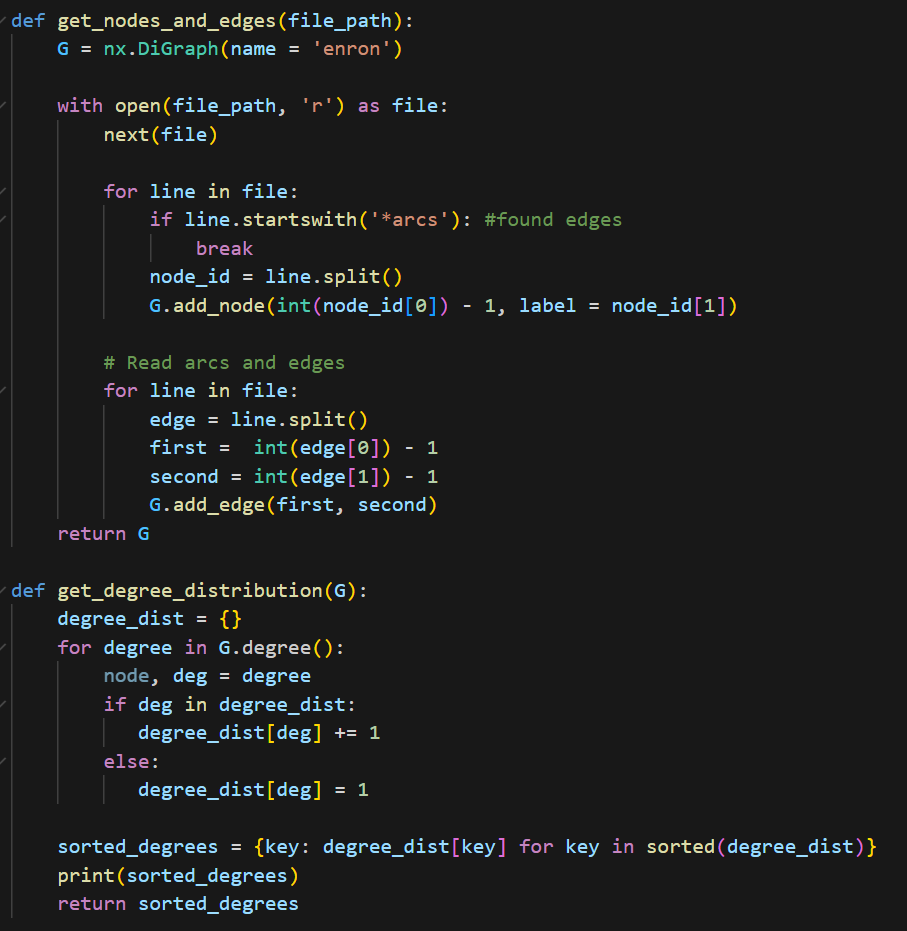 def get_nodes_and_edges(file_path):
    G = nx.DiGraph(name = 'enron')

    with open(file_path, 'r') as file:
        next(file)

        for line in file:
            if line.startswith('*arcs'): #found edges
                break
            node_id = line.split()
            G.add_node(int(node_id[0]) - 1, label = node_id[1])

        # Read arcs and edges
        for line in file:
            edge = line.split()
            first =  int(edge[0]) - 1
            second = int(edge[1]) - 1
            G.add_edge(first, second)
    return G

def get_degree_distribution(G):
    degree_dist = {}
    for degree in G.degree():
        node, deg = degree
        if deg in degree_dist:
           degree_dist[deg] += 1
        else:
           degree_dist[deg] = 1

    sorted_degrees = {key: degree_dist[key] for key in sorted(degree_dist)}
    print(sorted_degrees)
    return sorted_degrees